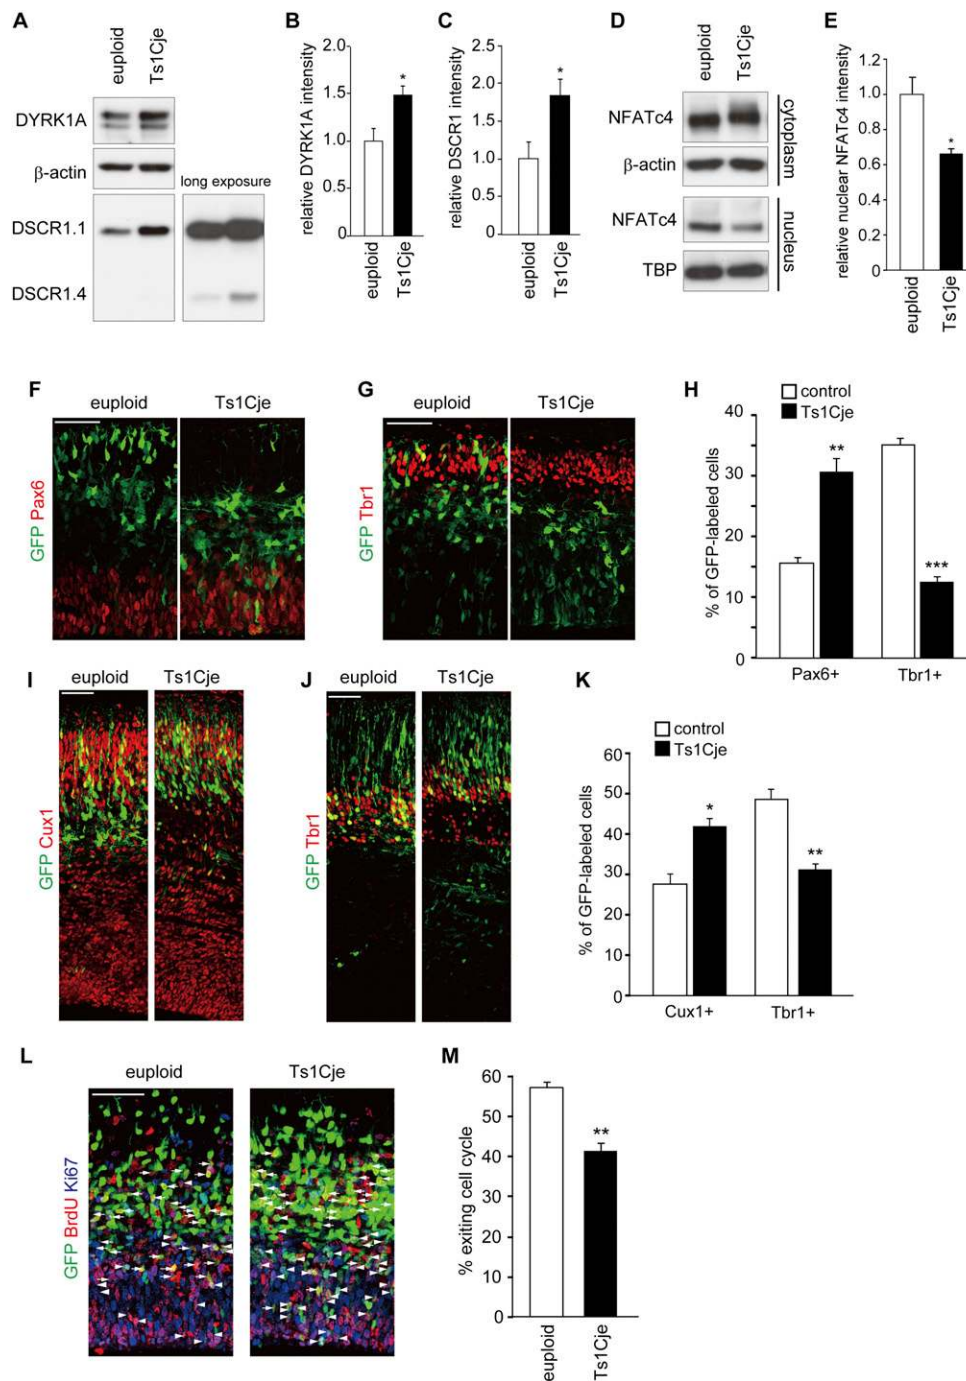 A
euploid
Ts1Cje
DYRK1A
β-actin
long exposure
DSCR1.1
DSCR1.4
B
relative DYRK1A intensity
2.0
1.5
1.0
0.5
0
*
euploid
Ts1Cje
C
relative DSCR1 intensity
2.5
2.0
1.5
1.0
0.5
0
*
euploid
Ts1Cje
D
euploid
Ts1Cje
NFATc4
β-actin
cytoplasm
NFATc4
TBP
nucleus
E
relative nuclear NFATc4 intensity
1.2
1.0
0.8
0.6
0.4
0.2
0
*
euploid
Ts1Cje
F
euploid
Ts1Cje
GFP Pax6
G
euploid
Ts1Cje
GFP Tbr1
H
control
Ts1Cje
% of GFP-labeled cells
40
30
20
10
0
**
***
Pax6+
Tbr1+
I
euploid
Ts1Cje
GFP Cux1
J
euploid
Ts1Cje
GFP Tbr1
K
control
Ts1Cje
% of GFP-labeled cells
60
50
40
30
20
10
0
*
**
Cux1+
Tbr1+
L
euploid
Ts1Cje
GFP BrdU Ki67
M
% exiting cell cycle
60
50
40
30
20
10
0
**
euploid
Ts1Cje